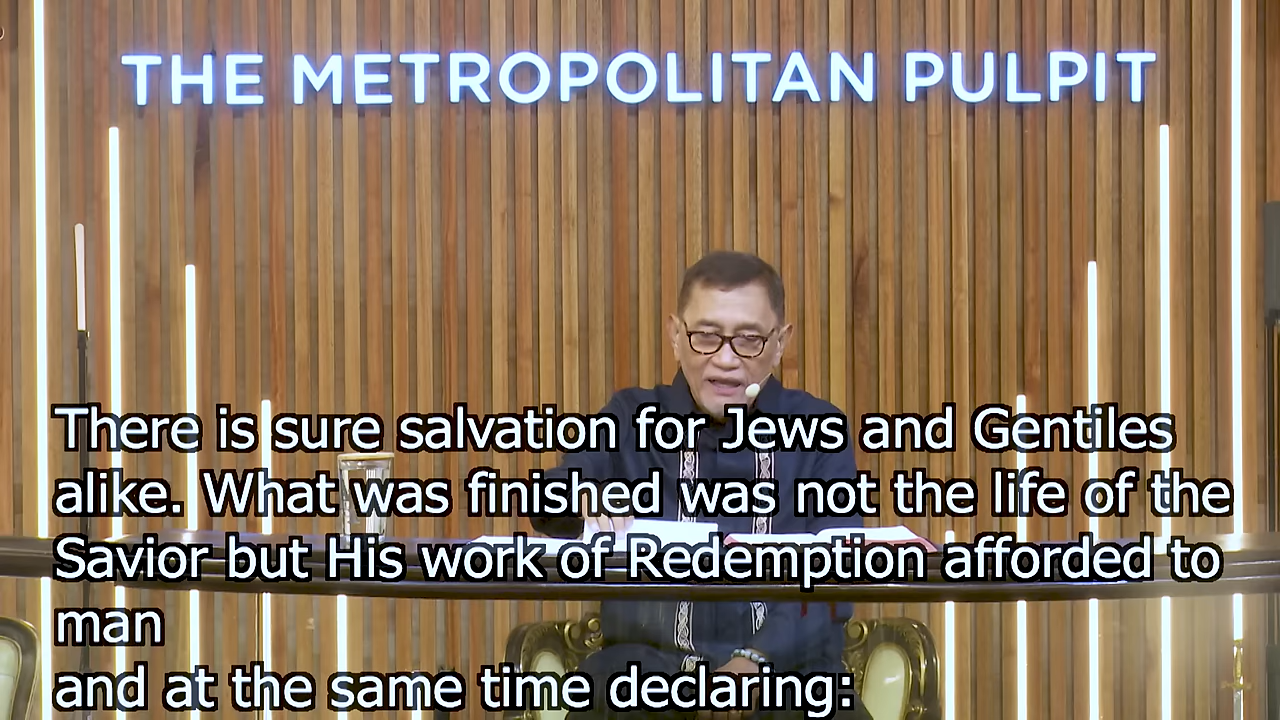 THE METROPOLITAN PULPIT
There is sure salvation for Jews and Gentiles
alike. What was finished was not the life of the
Savior but His work of Redemption afforded to
man
and at the same time declaring: